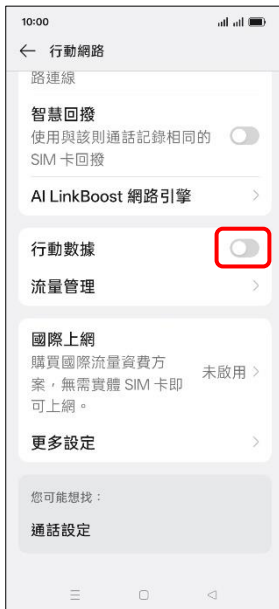 10:00
行動網路
路連線
智慧回撥
使用與該則通話記錄相同的
SIM 卡回撥
AI LinkBoost 網路引擎
行動數據
流量管理
國際上網
購買國際流量資費方
案，無需實體 SIM 卡即
可上網。
未啟用
更多設定
您可能想找：
通話設定